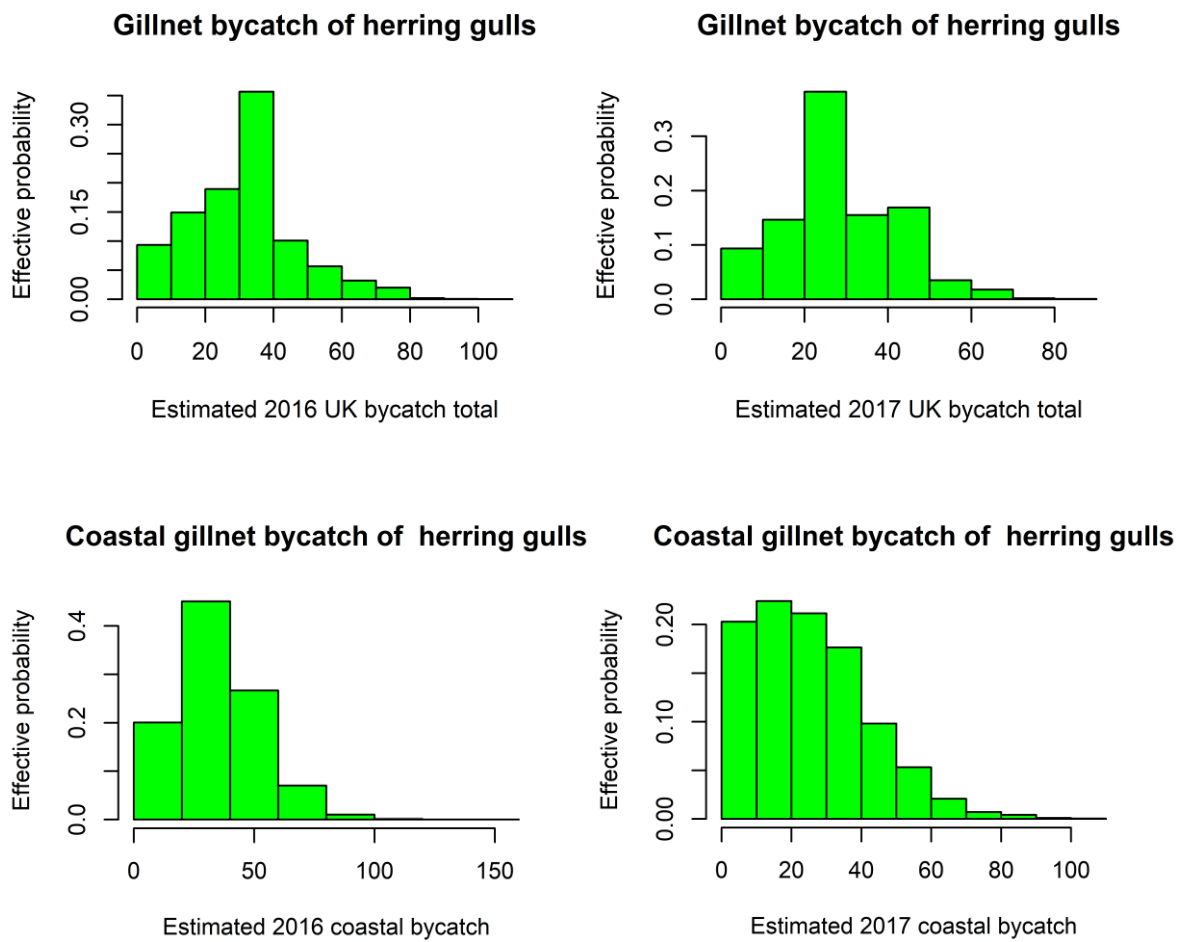 Gillnet bycatch of herring gulls
Effective probability
0.00
0.15
0.30
0
20
40
60
80
100
Estimated 2016 UK bycatch total
Gillnet bycatch of herring gulls
Effective probability
0.0
0.1
0.2
0.3
0
20
40
60
80
Estimated 2017 UK bycatch total
Coastal gillnet bycatch of  herring gulls
Effective probability
0.0
0.2
0.4
0
50
100
150
Estimated 2016 coastal bycatch
Coastal gillnet bycatch of  herring gulls
Effective probability
0.00
0.10
0.20
0
20
40
60
80
100
Estimated 2017 coastal bycatch